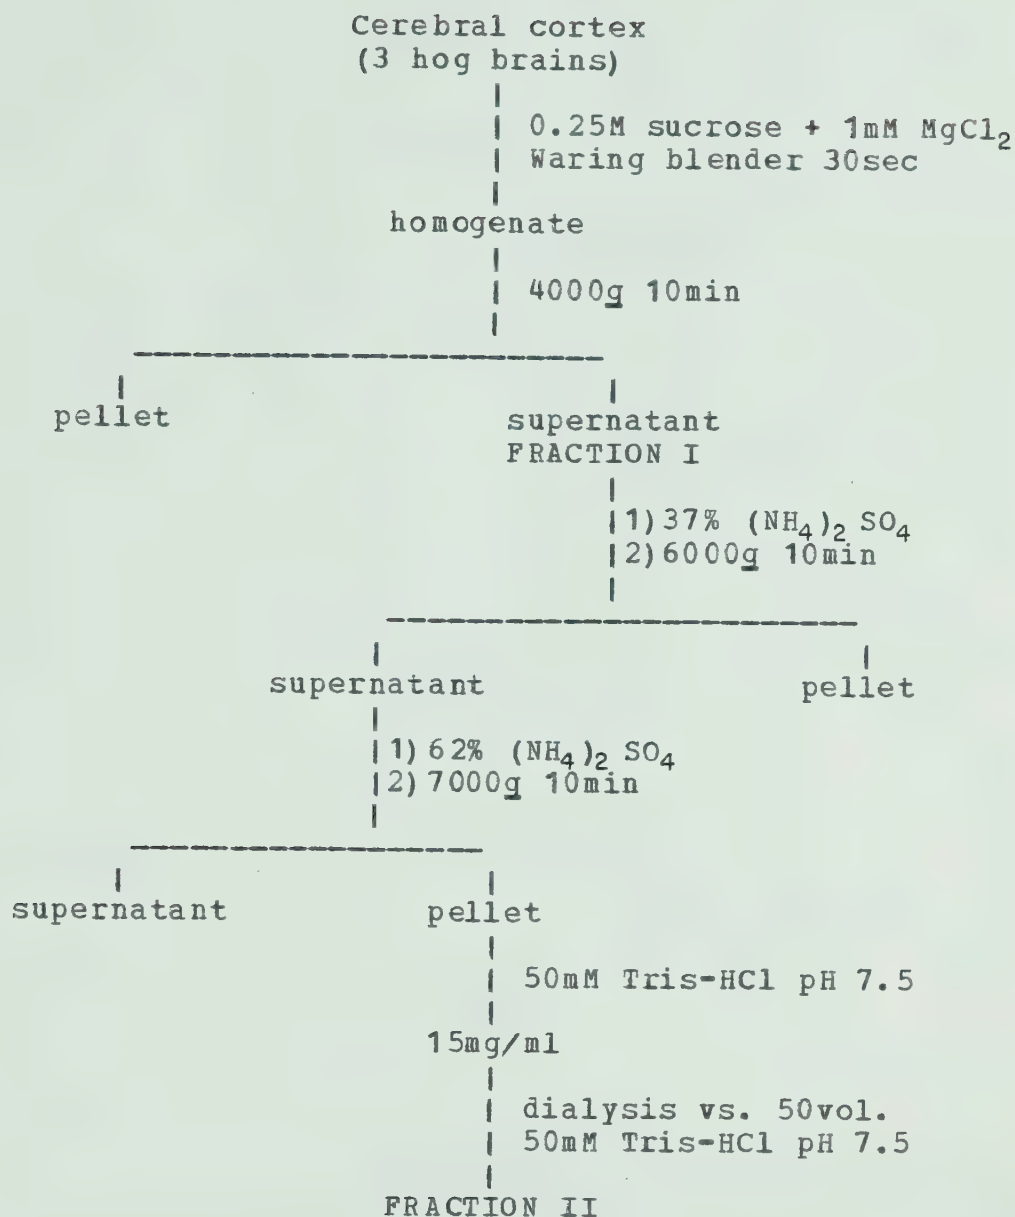 Cerebral cortex
(3 hog brains)
0.25M sucrose + 1mM MgCl2
Waring blender 30sec
homogenate
4000g 10min
pellet
supernatant
FRACTION I
1)37% (NH4)2 SO4
2)6000g 10min
supernatant
pellet
1)62% (NH4)2 SO4
2)7000g 10min
supernatant
pellet
50mM Tris-HCl pH 7.5
15mg/ml
dialysis vs. 50vol.
50mM Tris-HCl pH 7.5
FRACTION II